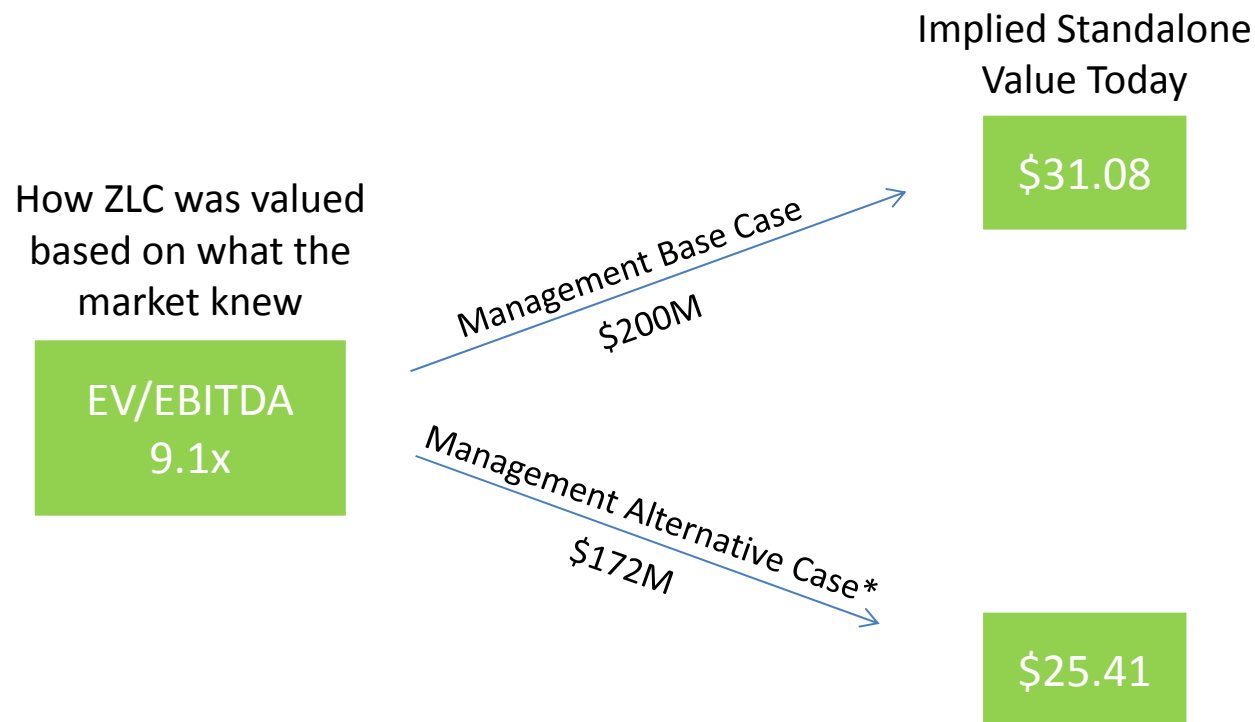 Implied Standalone
Value Today
$31.08
How ZLC was valued
based on what the
market knew
EV/EBITDA
9.1x
Management Base Case
$200M
Management Alternative Case*
$172M
$25.41